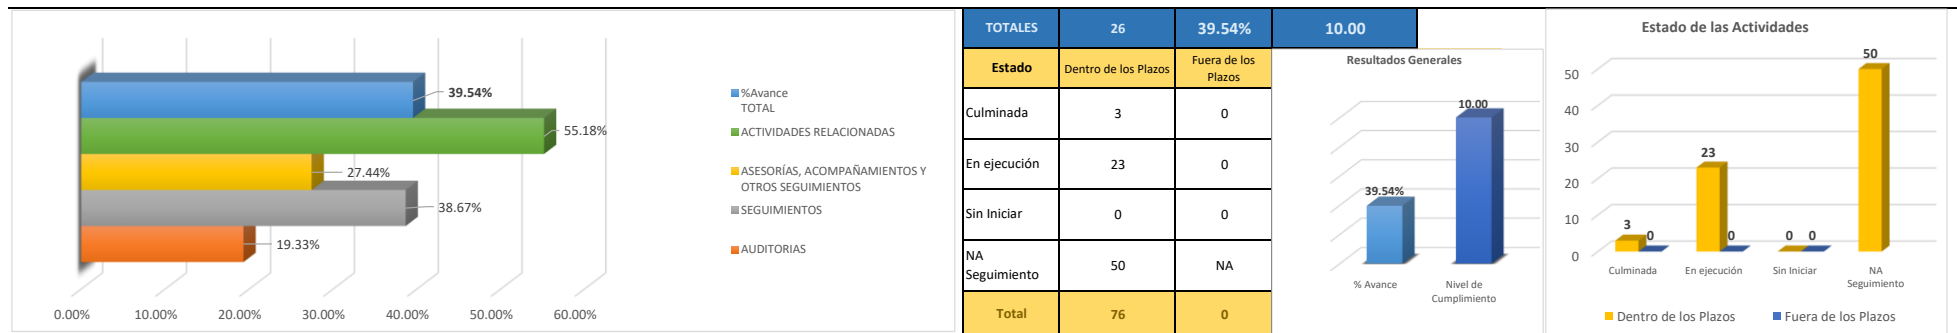 39.54%
55.18%
27.44%
38.67%
19.33%
0.00% 10.00% 20.00% 30.00% 40.00% 50.00% 60.00%
%Avance
TOTAL
ACTIVIDADES RELACIONADAS
ASESORÍAS, ACOMPAÑAMIENTOS Y
OTROS SEGUIMIENTOS
SEGUIMIENTOS
AUDITORIAS
TOTALES 26 39.54% 10.00
Estado Dentro de los Plazos Fuera de los
Plazos
Culminada 3 0
En ejecución 23 0
Sin Iniciar 0 0
NA
Seguimiento 50 NA
Total 76 0
Resultados Generales
10.00
39.54%
% Avance Nivel de
Cumplimiento
Estado de las Actividades
50
50
40
30
23
20
10
3
0 0 0 0
0
Culminada En ejecución Sin Iniciar NA
Seguimiento
Dentro de los Plazos Fuera de los Plazos